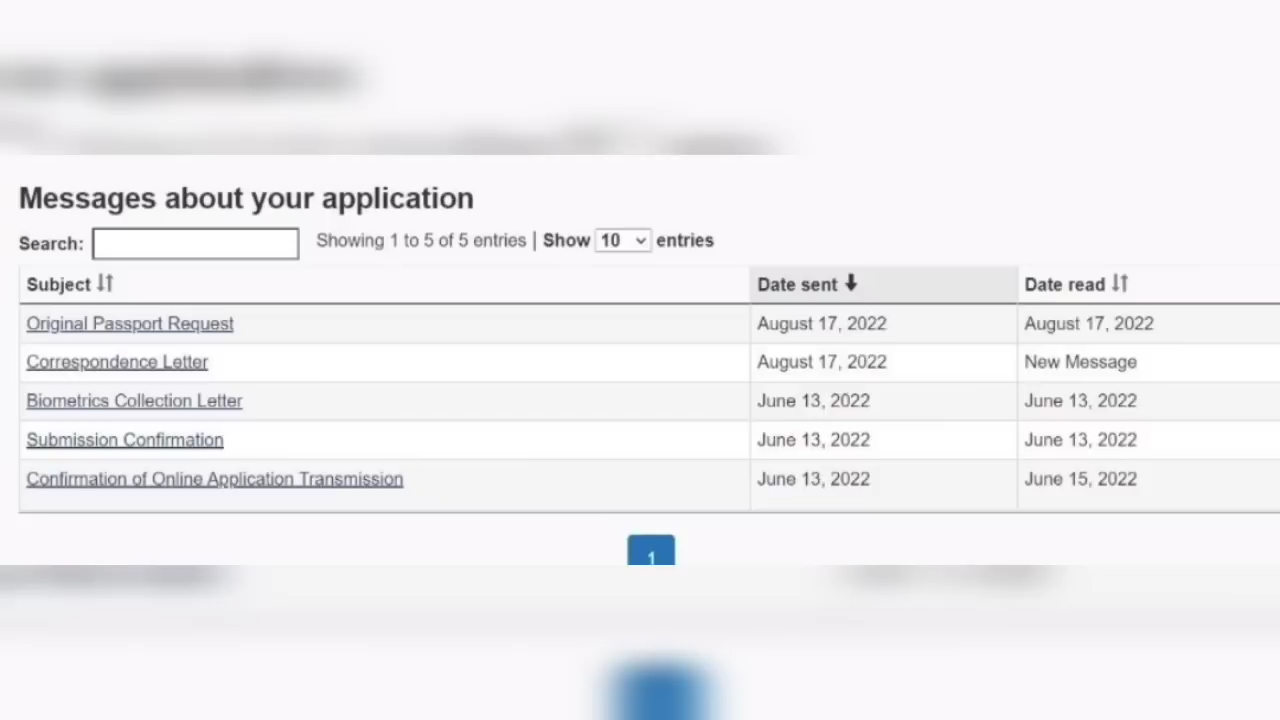 Messages about your application
Search: Showing 1 to 5 of 5 entries | Show 10 entries
Subject Date sent Date read
Original Passport Request August 17, 2022 August 17, 2022
Correspondence Letter August 17, 2022 New Message
Biometrics Collection Letter June 13, 2022 June 13, 2022
Submission Confirmation June 13, 2022 June 13, 2022
Confirmation of Online Application Transmission June 13, 2022 June 15, 2022
1